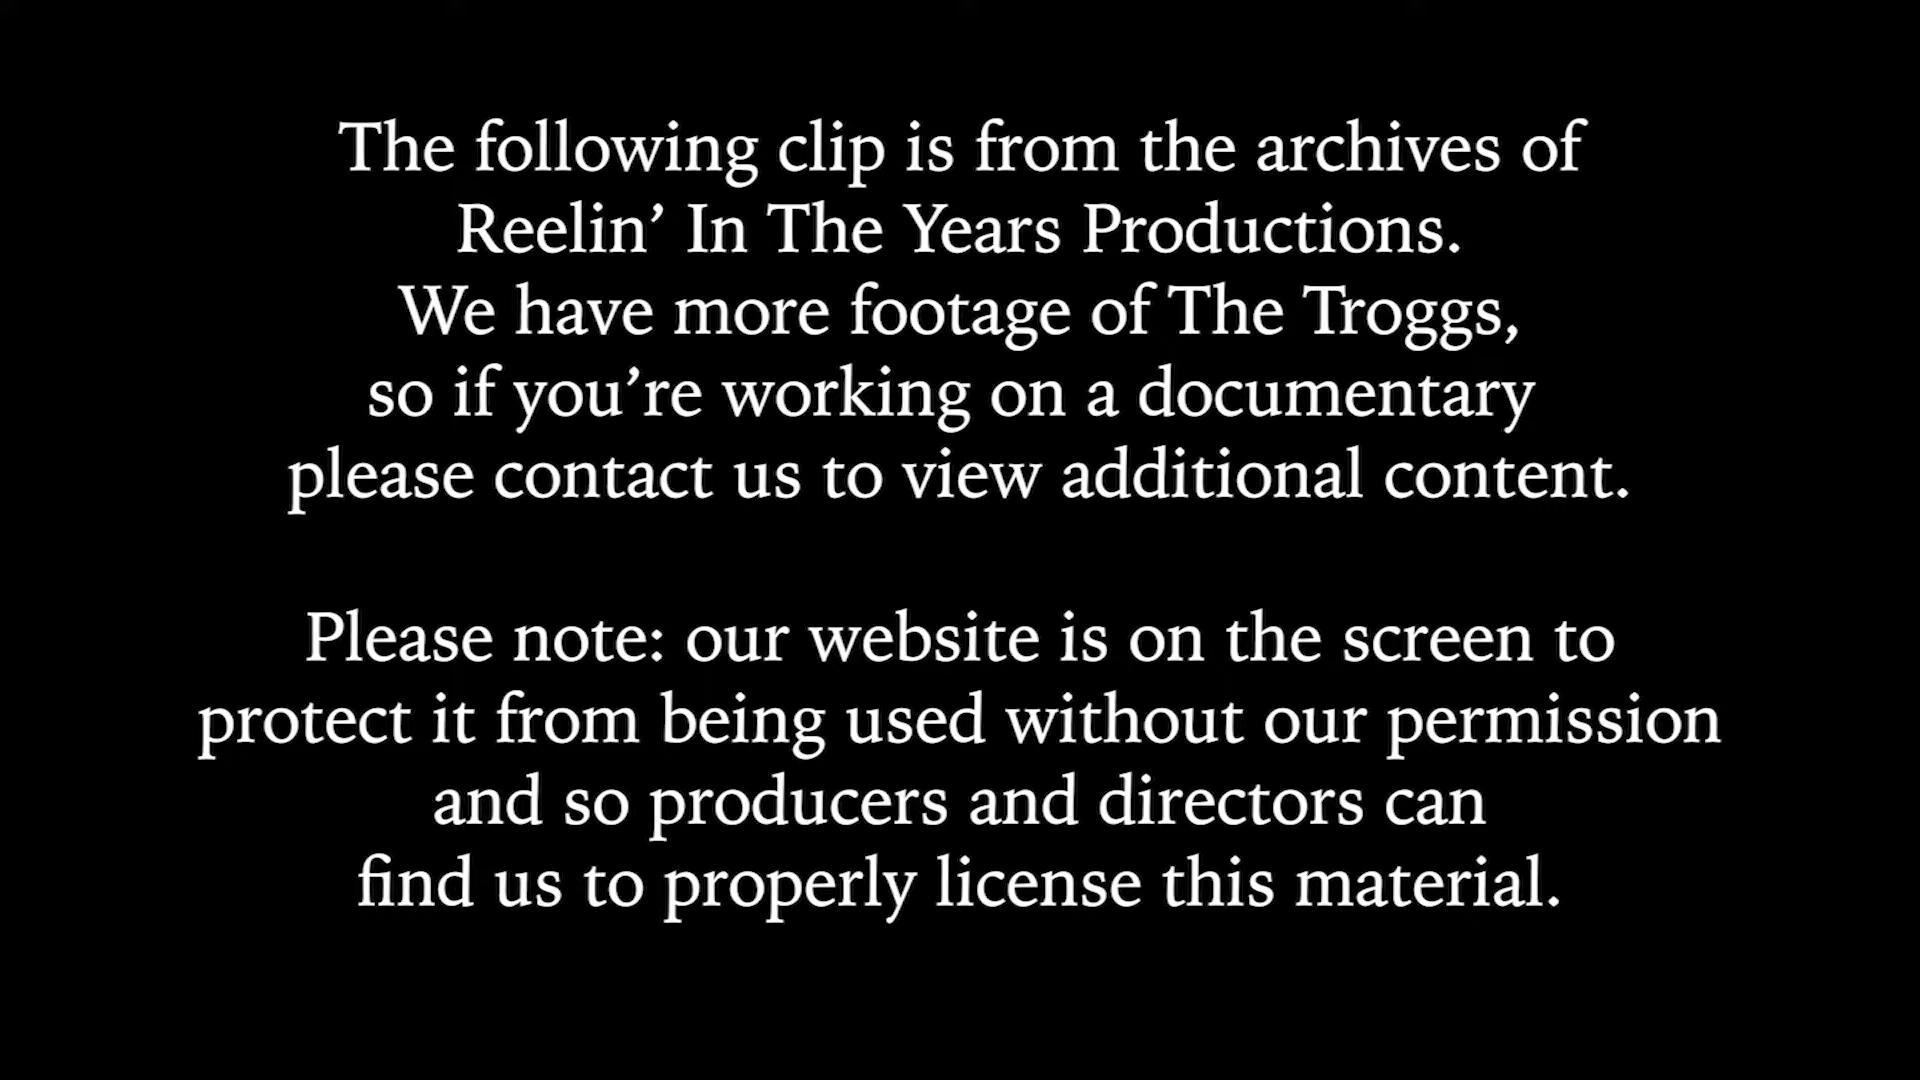 The following clip is from the archives of
Reelin’ In The Years Productions.
We have more footage of The Troggs,
so if you’re working on a documentary
please contact us to view additional content.
Please note: our website is on the screen to
protect it from being used without our permission
and so producers and directors can
find us to properly license this material.